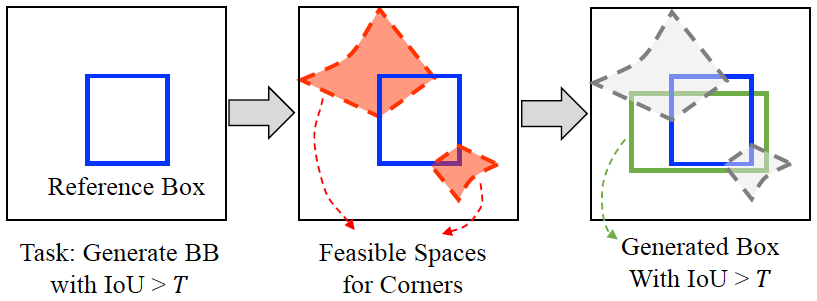 Reference Box
Task: Generate BB
with IoU > T
Feasible Spaces
for Corners
Generated Box
With IoU > T